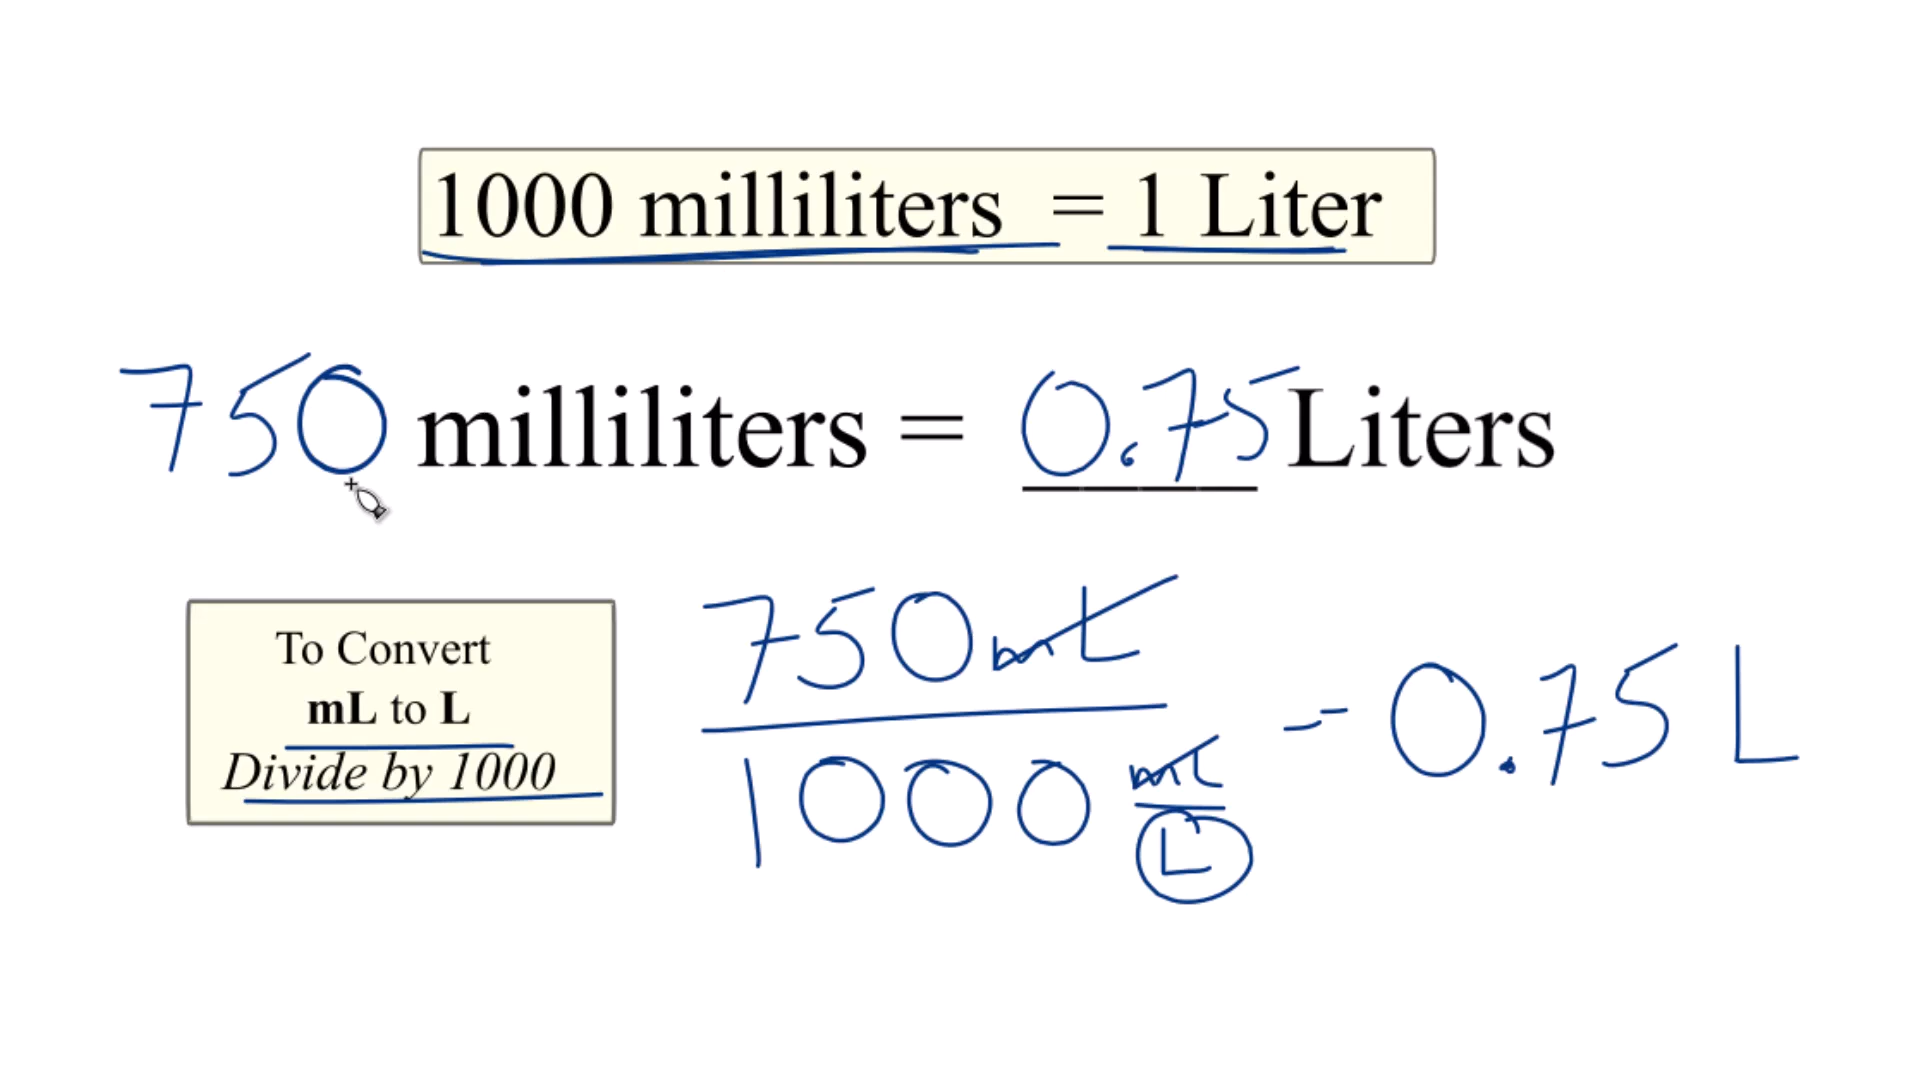 1000 milliliters = 1 Liter
750 milliliters = 0.75 Liters
To Convert
mL to L
Divide by 1000
750 mL
1000 mL
L
= 0.75 L